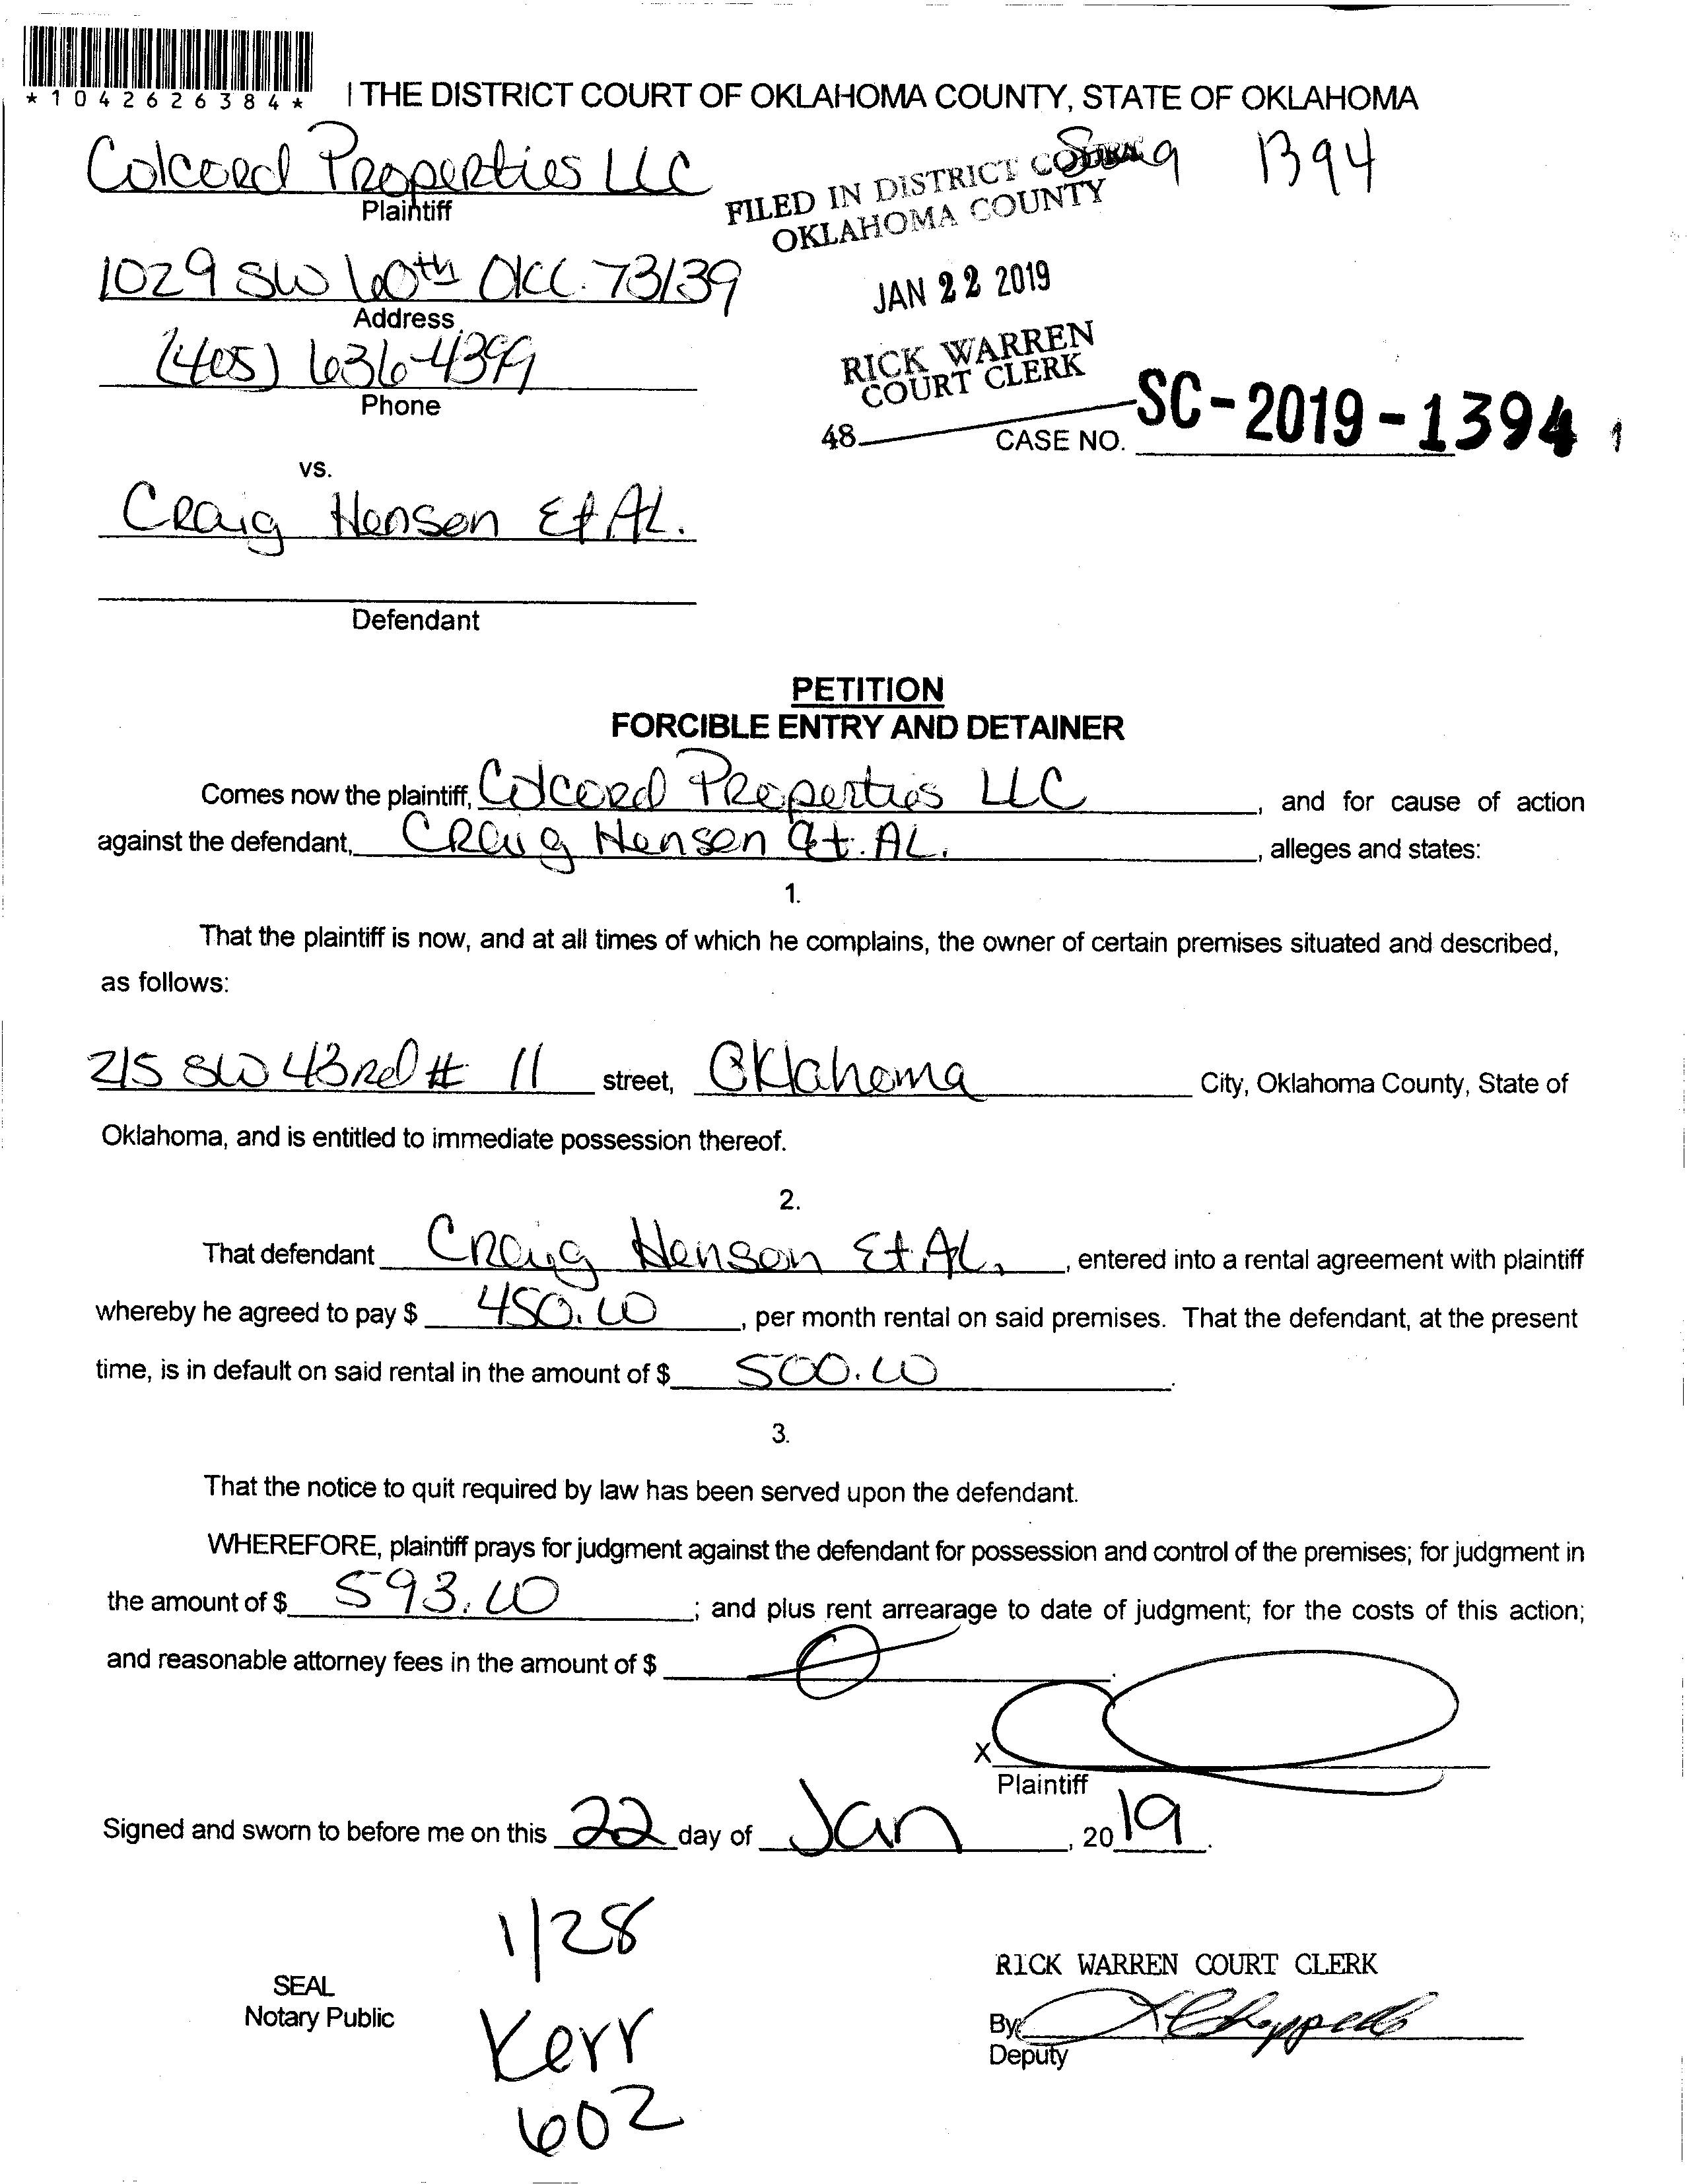 *1042626384*
THE DISTRICT COURT OF OKLAHOMA COUNTY, STATE OF OKLAHOMA
Colcord Properties LLC
Plaintiff
1394
FILED IN DISTRICT COURT
OKLAHOMA COUNTY
1029 SW 60th OKC. 73139
Address
JAN 22 2019
(405) 636-4399
Phone
RICK WARREN
COURT CLERK
48
CASE NO. SC-2019-1394
vs.
Craig Henson Et AL.
Defendant
PETITION
FORCIBLE ENTRY AND DETAINER
Comes now the plaintiff, Colcord Properties LLC, and for cause of action
against the defendant, Craig Henson Et. AL., alleges and states:
1.
That the plaintiff is now, and at all times of which he complains, the owner of certain premises situated and described,
as follows:
215 SW 43rd # 11 street, Oklahoma City, Oklahoma County, State of
Oklahoma, and is entitled to immediate possession thereof.
2.
That defendant Craig Henson Et AL., entered into a rental agreement with plaintiff
whereby he agreed to pay $ 450.00, per month rental on said premises. That the defendant, at the present
time, is in default on said rental in the amount of $ 500.00.
3.
That the notice to quit required by law has been served upon the defendant.
WHEREFORE, plaintiff prays for judgment against the defendant for possession and control of the premises; for judgment in
the amount of $ 593.00; and plus rent arrearage to date of judgment; for the costs of this action;
and reasonable attorney fees in the amount of $
X
Plaintiff
Signed and sworn to before me on this 22 day of Jan, 2019.
1/28
SEAL
Notary Public
Kerr
602
RICK WARREN COURT CLERK
By
Deputy